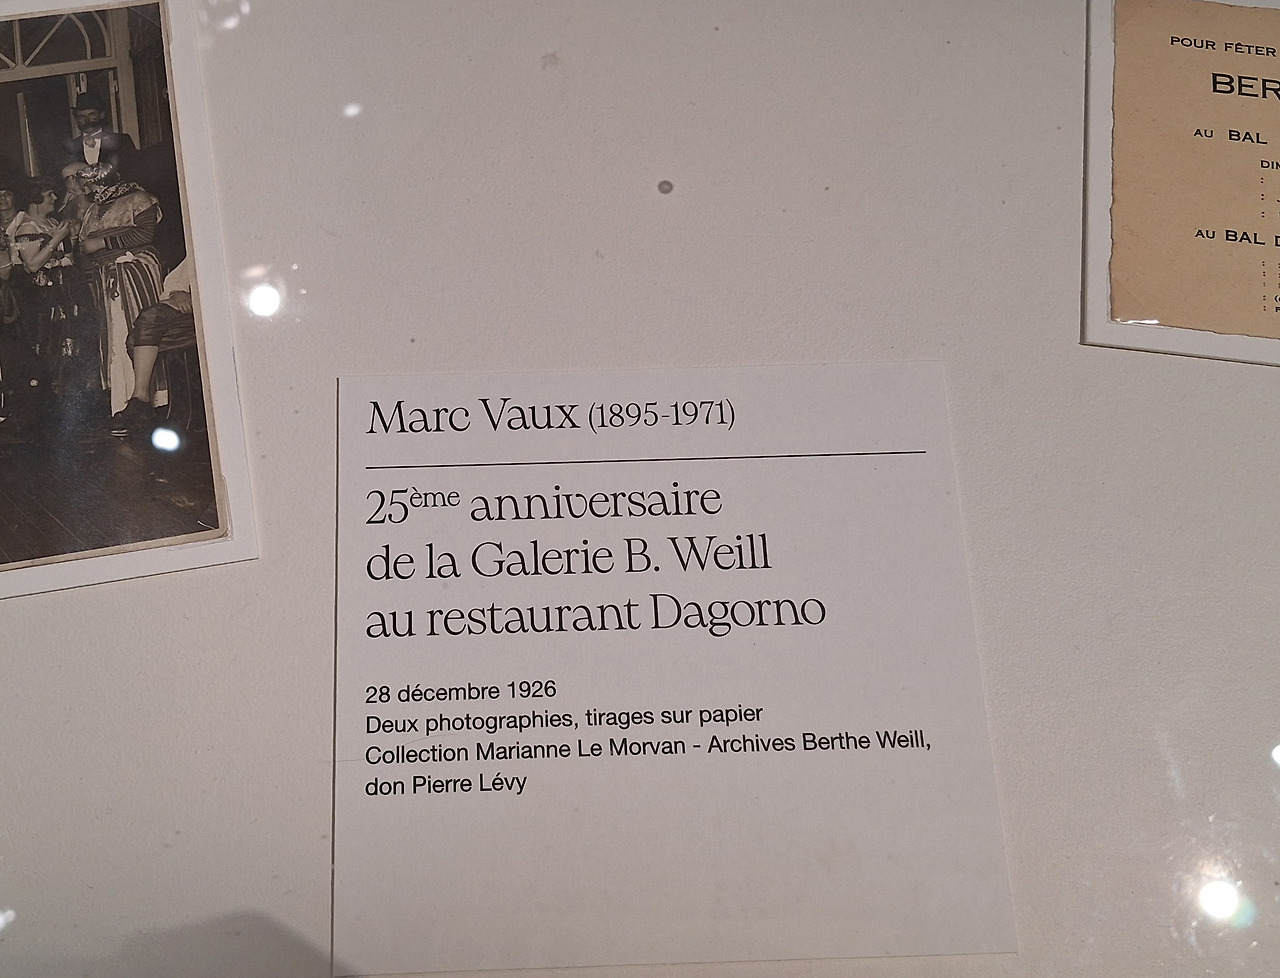 Marc Vaux (1895-1971)
25ème anniversaire
de la Galerie B. Weill
au restaurant Dagorno
28 décembre 1926
Deux photographies, tirages sur papier
Collection Marianne Le Morvan - Archives Berthe Weill,
don Pierre Lévy
POUR FÊTER
BER
AU BAL
DIM
AU BAL D